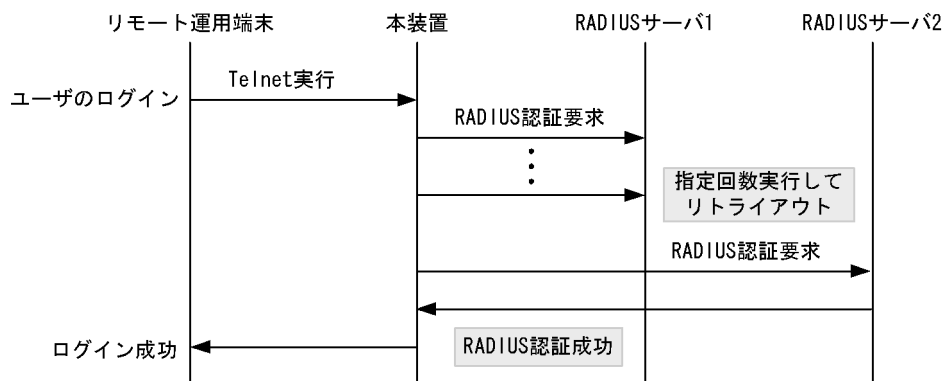 リモート運用端末
本装置
RADIUSサーバ1
RADIUSサーバ2
Telnet実行
ユーザのログイン
RADIUS認証要求
指定回数実行して
リトライアウト
RADIUS認証要求
RADIUS認証成功
ログイン成功